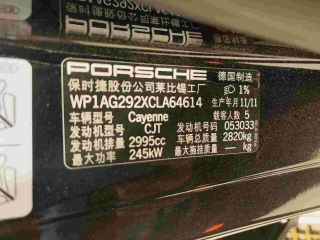 PORSCHE 德国制造
保时捷股份公司莱比锡工厂 1%
WP1AG292XCLA64614 生产年月 11/11
车辆型号 Cayenne 载客人数 5
发动机型号 CJT 发动机号 053033
发动机排量 2995cc 最大总质量 2820kg
最大功率 245kW 最大拖挂质量 — kg